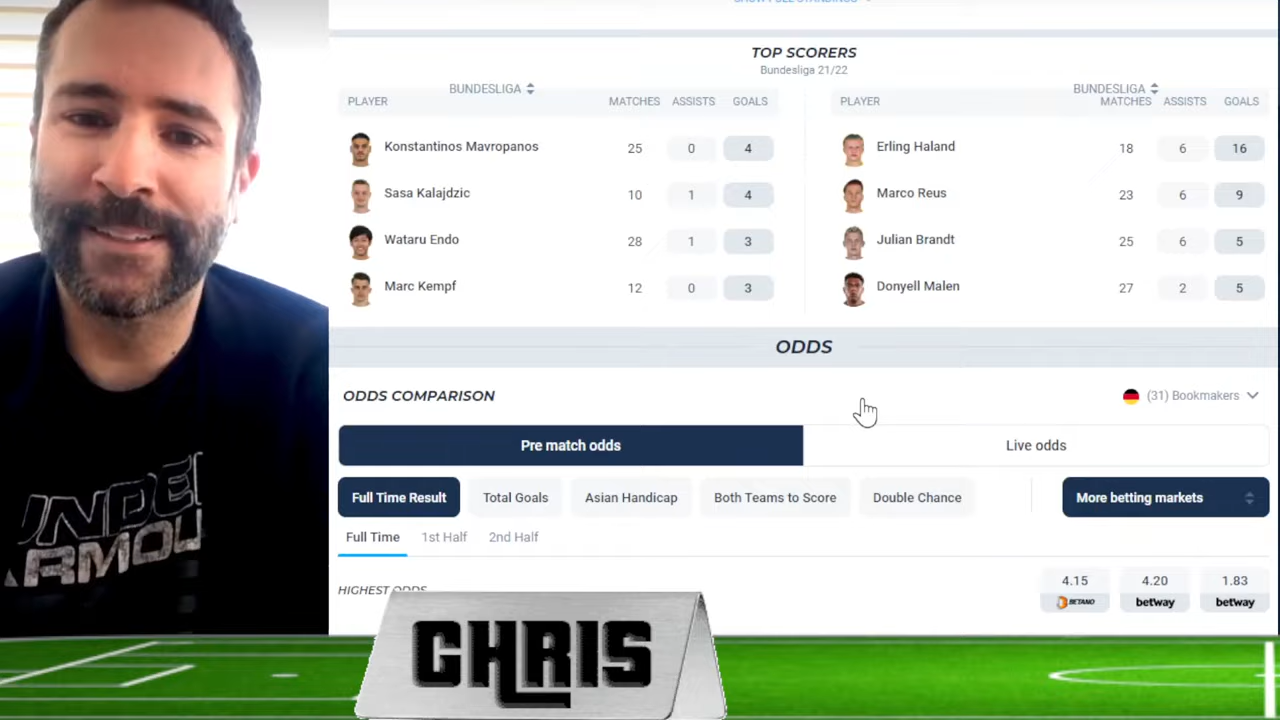 TOP SCORERS
Bundesliga 21/22
BUNDESLIGA
PLAYER MATCHES ASSISTS GOALS
Konstantinos Mavropanos 25 0 4
Sasa Kalajdzic 10 1 4
Wataru Endo 28 1 3
Marc Kempf 12 0 3
BUNDESLIGA
PLAYER MATCHES ASSISTS GOALS
Erling Haland 18 6 16
Marco Reus 23 6 9
Julian Brandt 25 6 5
Donyell Malen 27 2 5
ODDS
ODDS COMPARISON
(31) Bookmakers
Pre match odds Live odds
Full Time Result Total Goals Asian Handicap Both Teams to Score Double Chance More betting markets
Full Time 1st Half 2nd Half
HIGHEST ODDS 4.15 4.20 1.83
BETANO betway betway
CHRIS
UNDER
ARMOU